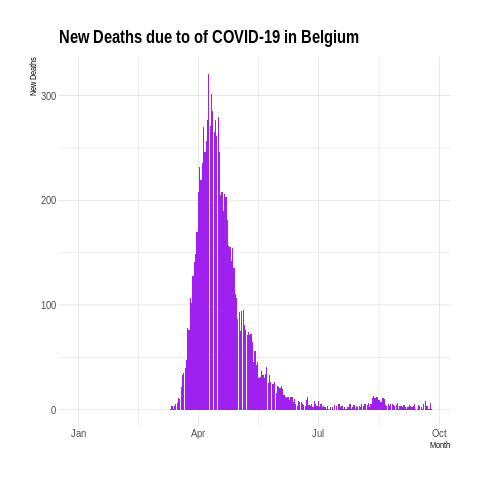 New Deaths due to of COVID-19 in Belgium
New Deaths
300
200
100
0
Jan Apr Jul Oct
Month